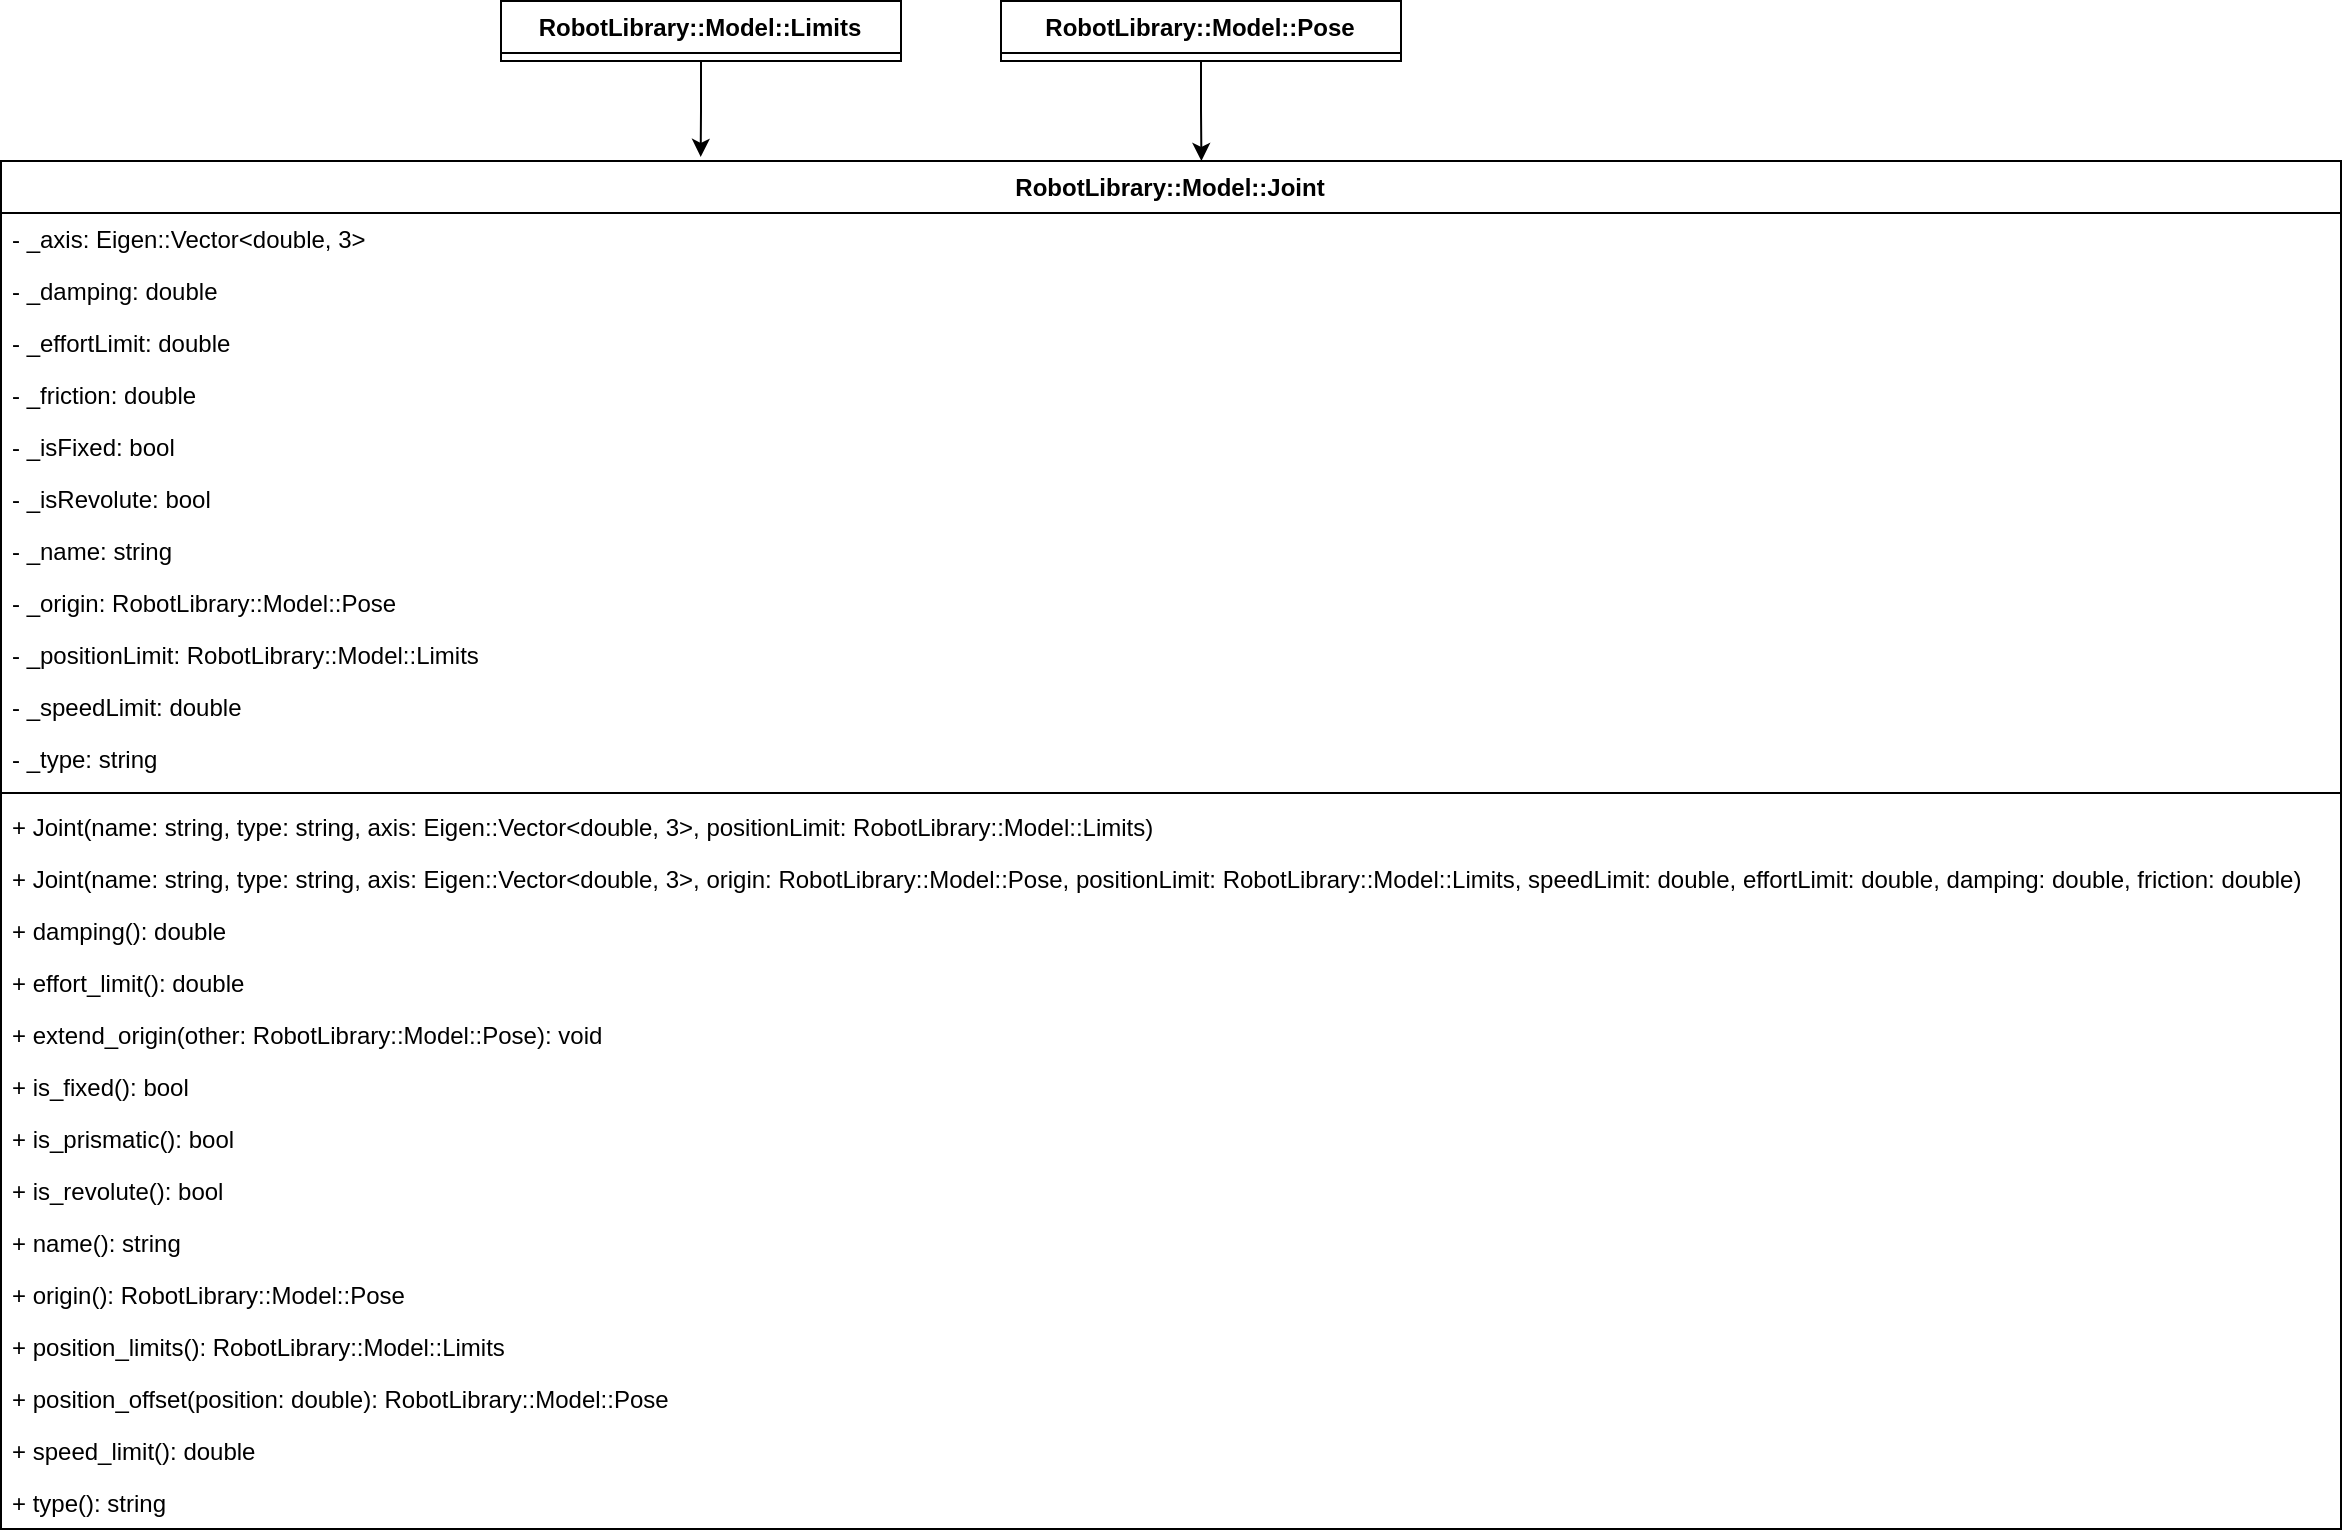 RobotLibrary::Model::Limits
RobotLibrary::Model::Pose
RobotLibrary::Model::Joint
- _axis: Eigen::Vector<double, 3>
- _damping: double
- _effortLimit: double
- _friction: double
- _isFixed: bool
- _isRevolute: bool
- _name: string
- _origin: RobotLibrary::Model::Pose
- _positionLimit: RobotLibrary::Model::Limits
- _speedLimit: double
- _type: string
+ Joint(name: string, type: string, axis: Eigen::Vector<double, 3>, positionLimit: RobotLibrary::Model::Limits)
+ Joint(name: string, type: string, axis: Eigen::Vector<double, 3>, origin: RobotLibrary::Model::Pose, positionLimit: RobotLibrary::Model::Limits, speedLimit: double, effortLimit: double, damping: double, friction: double)
+ damping(): double
+ effort_limit(): double
+ extend_origin(other: RobotLibrary::Model::Pose): void
+ is_fixed(): bool
+ is_prismatic(): bool
+ is_revolute(): bool
+ name(): string
+ origin(): RobotLibrary::Model::Pose
+ position_limits(): RobotLibrary::Model::Limits
+ position_offset(position: double): RobotLibrary::Model::Pose
+ speed_limit(): double
+ type(): string